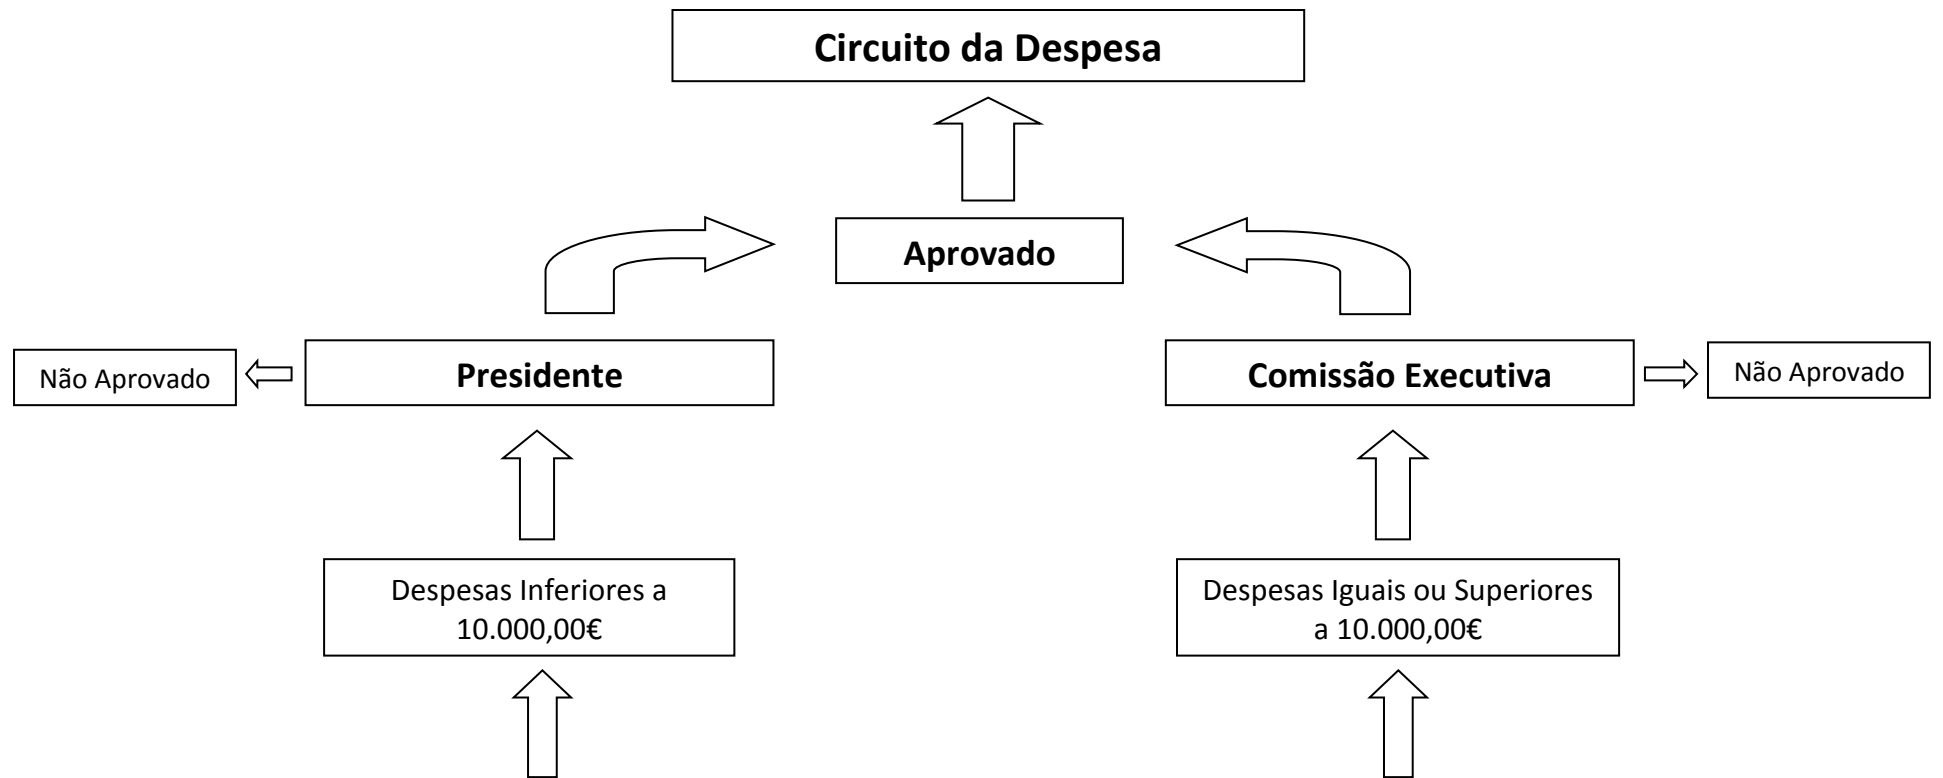 Circuito da Despesa
Aprovado
Não Aprovado
Presidente
Comissão Executiva
Não Aprovado
Despesas Inferiores a
10.000,00€
Despesas Iguais ou Superiores
a 10.000,00€